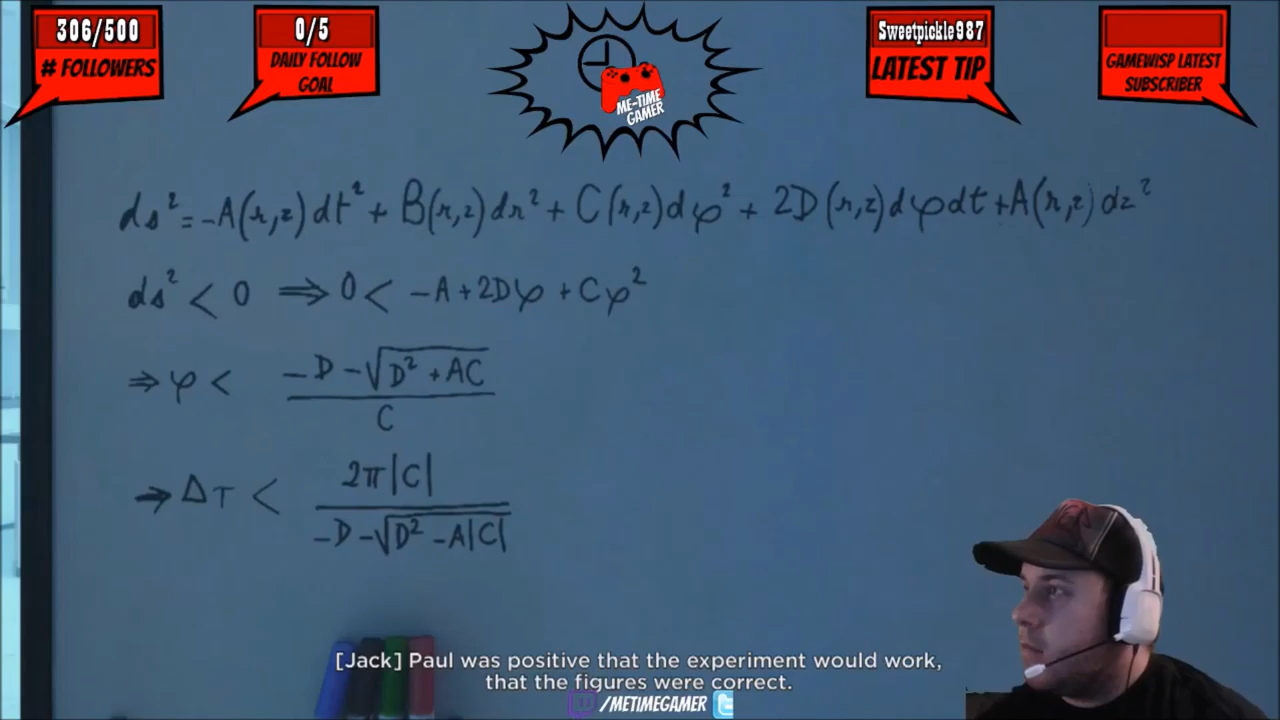 306/500
# FOLLOWERS
0/5
DAILY FOLLOW
GOAL
ME-TIME
GAMER
Sweetpickle987
LATEST TIP
GAMEWISP LATEST
SUBSCRIBER
ds² = -A(r,z)dt² + B(r,z)dr² + C(r,z)dφ² + 2D(r,z)dφdt + A(r,z)dz²
ds² < 0 ⇒ 0 < -A + 2Dφ + Cφ²
⇒ φ < (-D - √(D² + AC)) / C
⇒ ΔT < 2π|C| / (-D - √(D² - A|C|))
[Jack] Paul was positive that the experiment would work,
that the figures were correct.
/METIMEGAMER